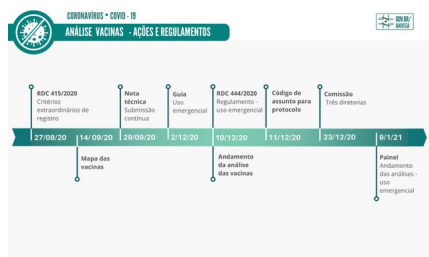 CORONAVÍRUS • COVID - 19
ANÁLISE VACINAS - AÇÕES E REGULAMENTOS
GOV.BR/
ANVISA
RDC 415/2020
Critérios
extraordinários de
registro
Nota
técnica
Submissão
contínua
Guia
Uso
emergencial
RDC 444/2020
Regulamento -
uso emergencial
Código de
assunto para
protocolo
Comissão
Três diretorias
27/08/20
14/09/20
29/09/20
2/12/20
10/12/20
11/12/20
23/12/20
9/1/21
Mapa das
vacinas
Andamento
da análise
das vacinas
Painel
Andamento
das análises -
uso
emergencial